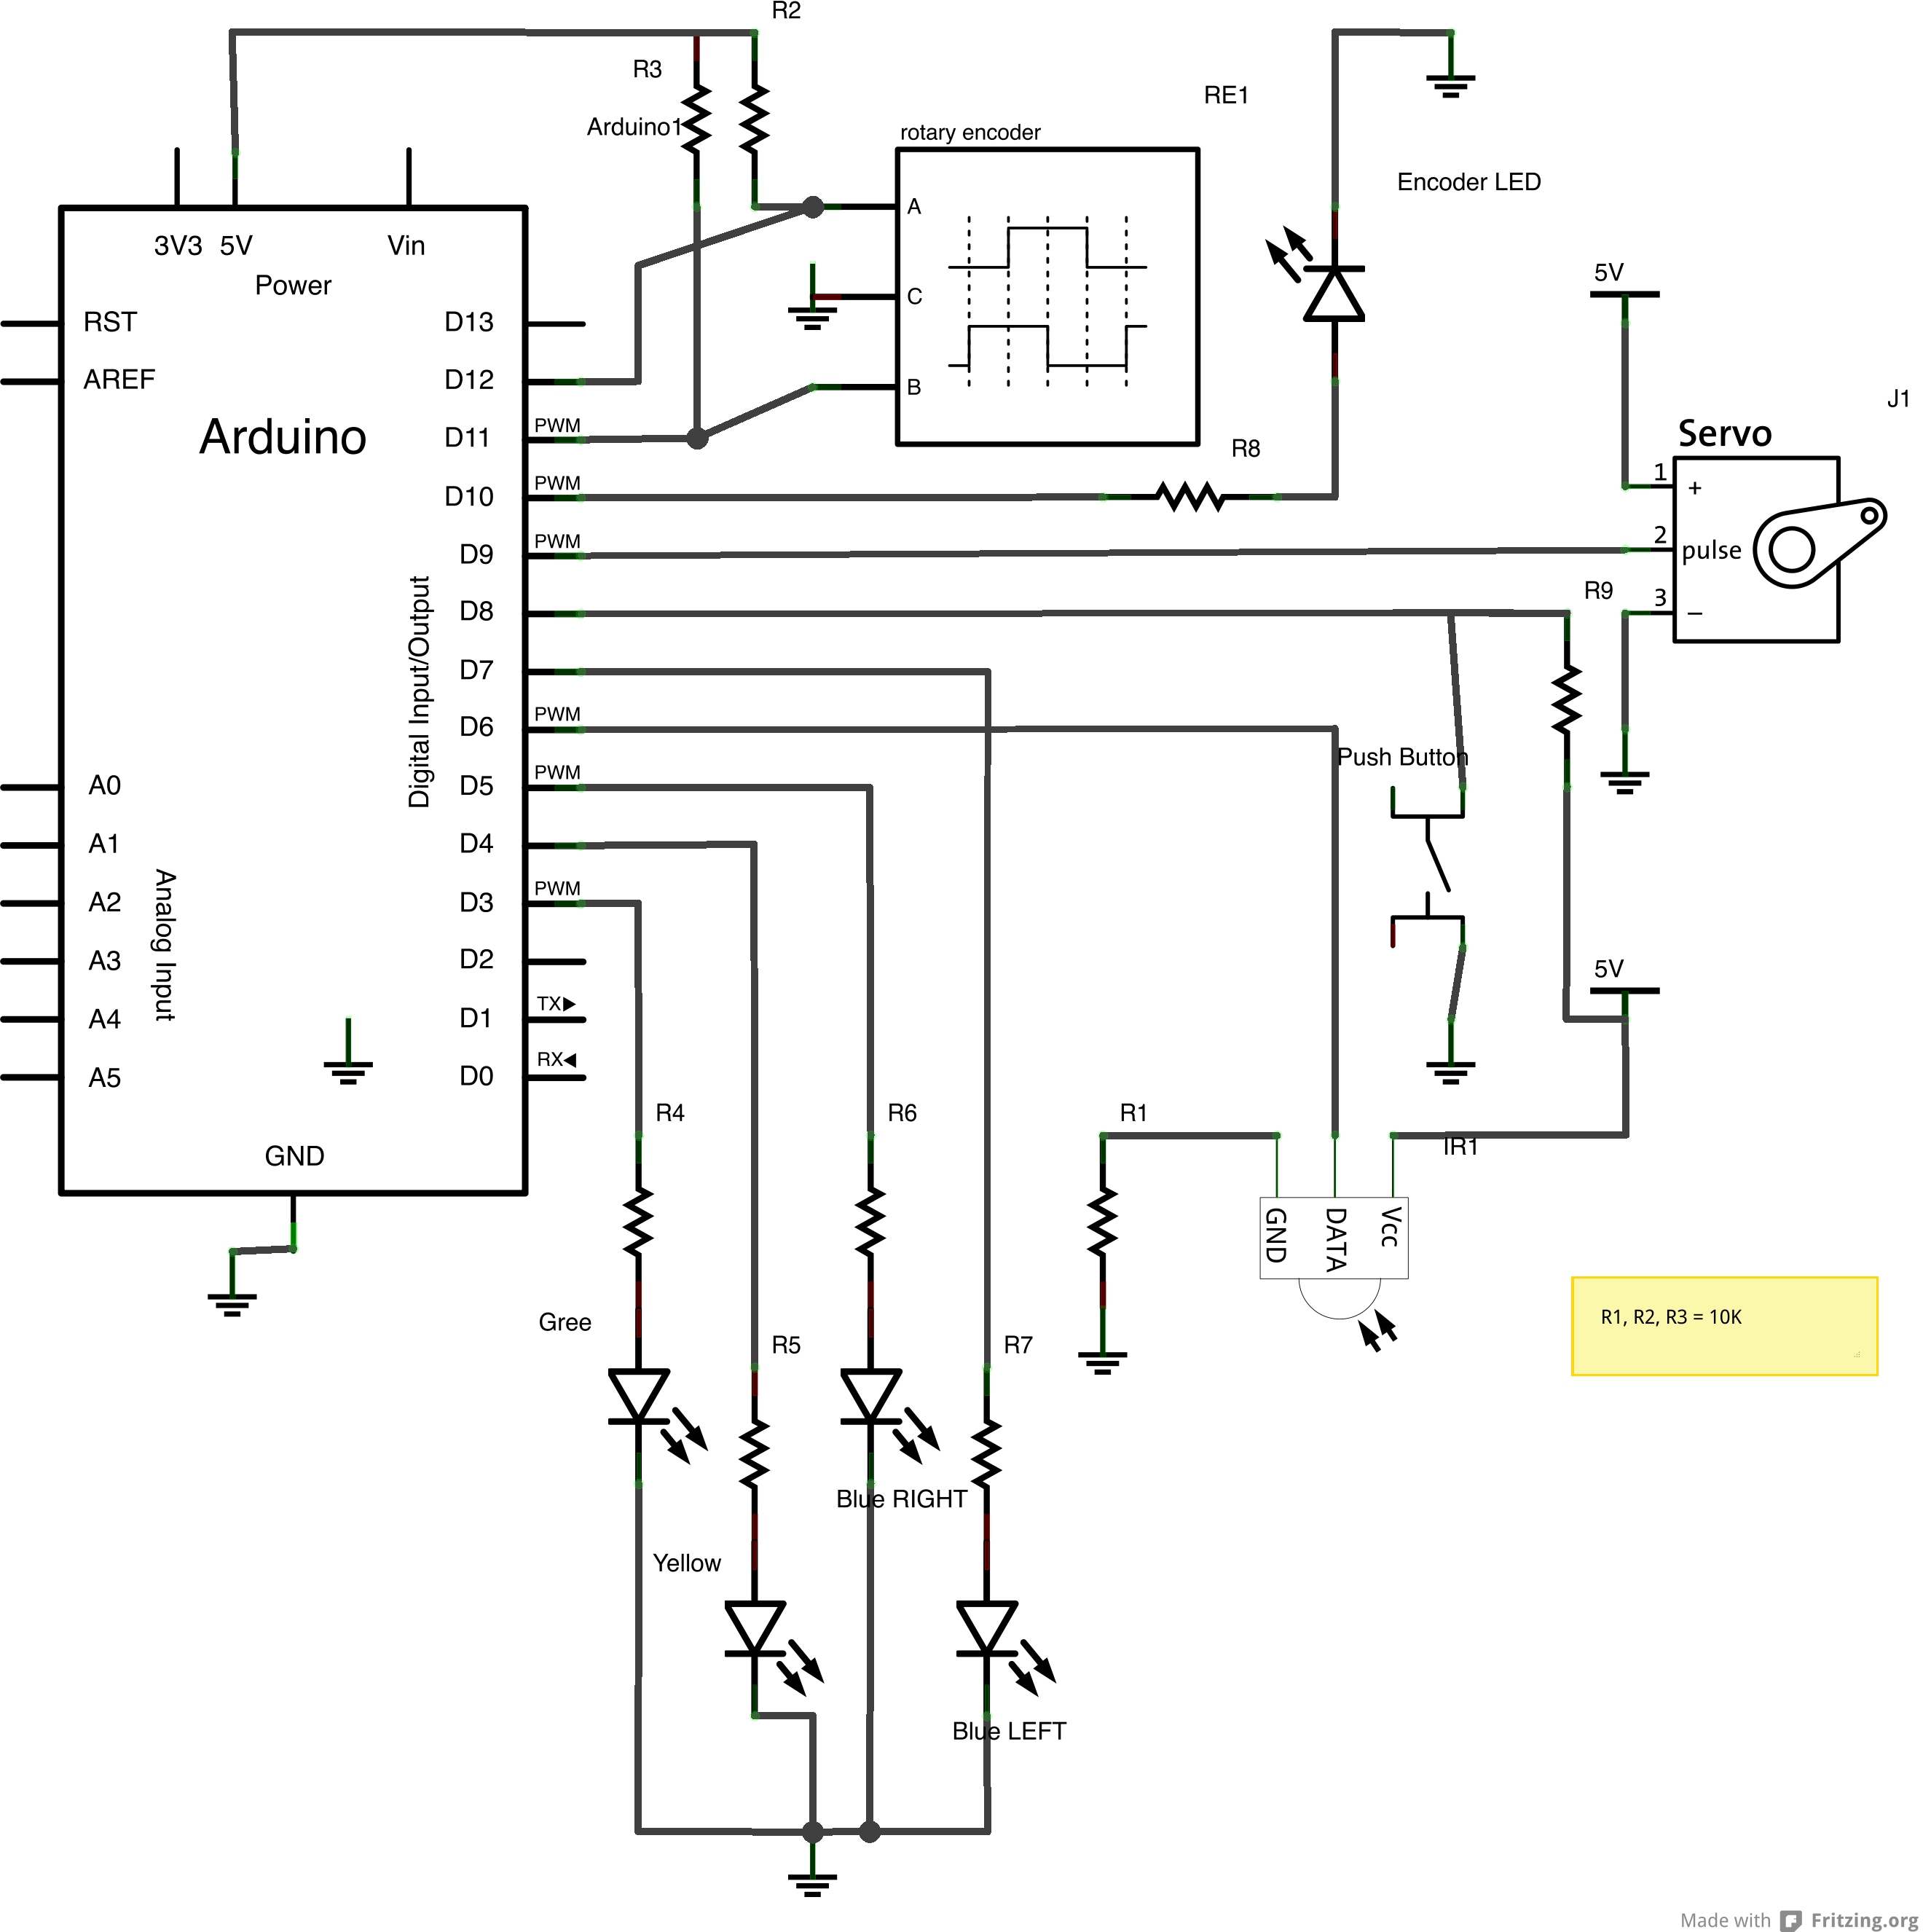 R2
R3
Arduino1
RE1
rotary encoder
A
C
B
Encoder LED
3V3 5V Vin
Power
RST
AREF
Arduino
Digital Input/Output
Analog Input
D13
D12
D11 PWM
D10 PWM
D9 PWM
D8
D7
D6 PWM
D5 PWM
D4
D3 PWM
D2
D1 TX
D0 RX
A0
A1
A2
A3
A4
A5
GND
R8
5V
J1
Servo
1 +
2 pulse
3 –
R9
Push Button
5V
R4
R6
R1
IR1
GND
DATA
Vcc
R1, R2, R3 = 10K
Gree
R5
R7
Blue RIGHT
Yellow
Blue LEFT
Made with Fritzing.org